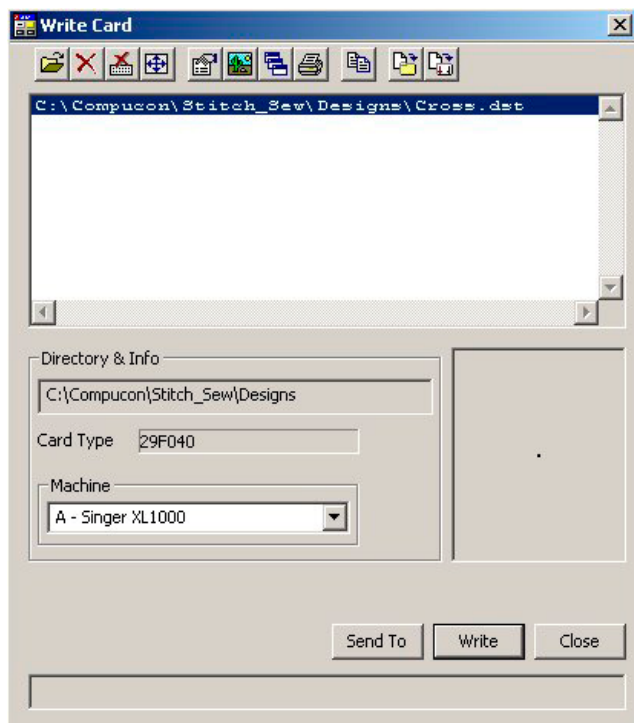 Write Card
C:\Compucon\Stitch_Sew\Designs\Cross.dst
Directory & Info
C:\Compucon\Stitch_Sew\Designs
Card Type 29F040
Machine
A - Singer XL1000
Send To Write Close